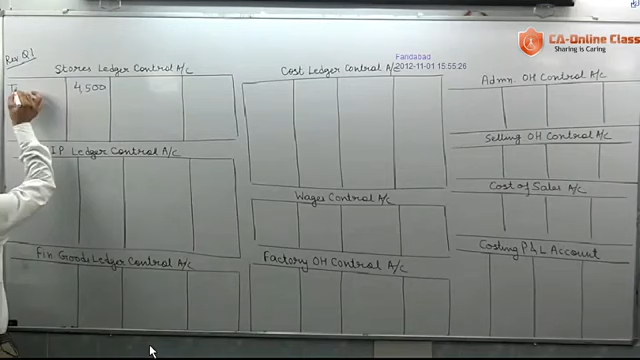 Rev Q1
CA-Online Class
Sharing is Caring
Faridabad
2012-11-01 15:55:26
Stores Ledger Control A/c
4,500
Cost Ledger Control A/c
Admn. OH Control A/c
Selling OH Control A/c
IP Ledger Control A/c
Cost of Sales A/c
Wages Control A/c
Costing P & L Account
Fin Goods Ledger Control A/c
Factory OH Control A/c